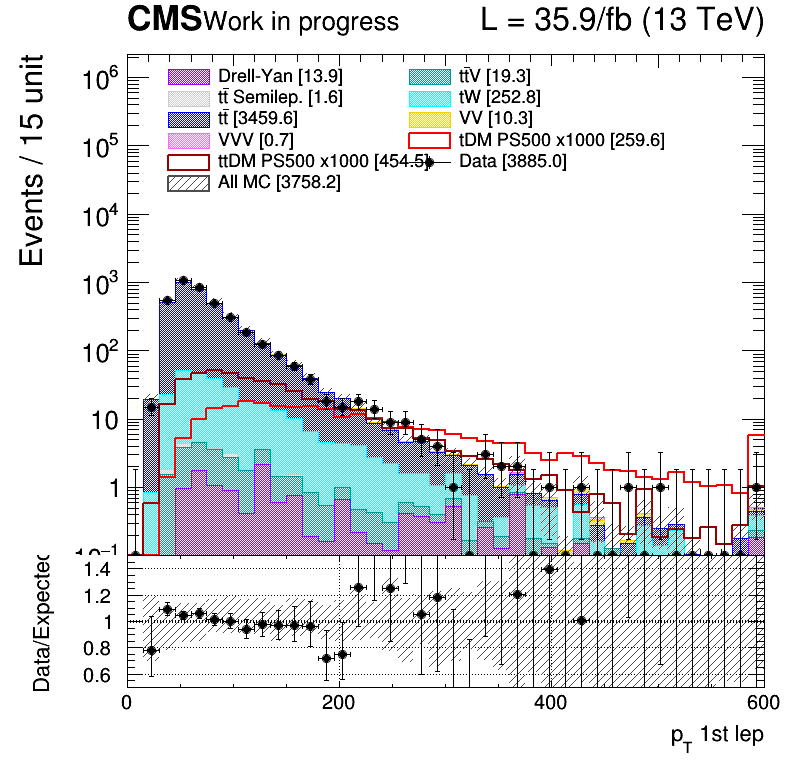 CMS Work in progress L = 35.9/fb (13 TeV)
Events / 15 unit
10⁶
10⁵
10⁴
10³
10²
10
1
10⁻¹
Drell-Yan [13.9]
tt̄V [19.3]
tt̄ Semilep. [1.6]
tW [252.8]
tt̄ [3459.6]
VV [10.3]
VVV [0.7]
tDM PS500 x1000 [259.6]
ttDM PS500 x1000 [454.5]
Data [3885.0]
All MC [3758.2]
Data/Expected
1.4
1.2
1
0.8
0.6
0 200 400 600
p_T 1st lep